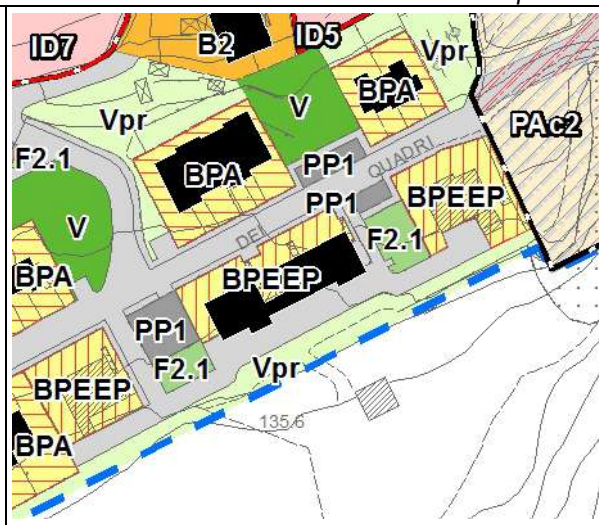 ID7
B2
ID5
Vpr
BPA
PAc2
Vpr
V
F2.1
BPA
PP1
QUADRI
V
PP1
BPEEP
DEI
F2.1
BPA
BPEEP
PP1
F2.1
Vpr
BPEEP
135.6
BPA